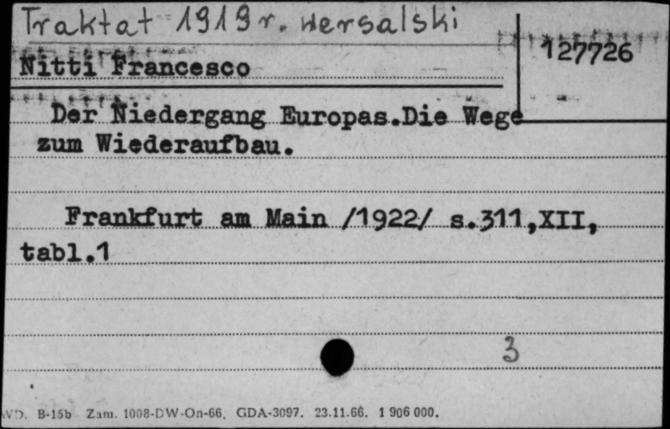 Traktat 1919 r. wersalski
127726
Nitti Francesco
Der Niedergang Europas.Die Wege
zum Wiederaufbau.
Frankfurt am Main /1922/ s.311,XII,
tabl.1
3
B-15b Zam. 1008-DW-On-66. GDA-3097. 23.11.66. 1 906 000.